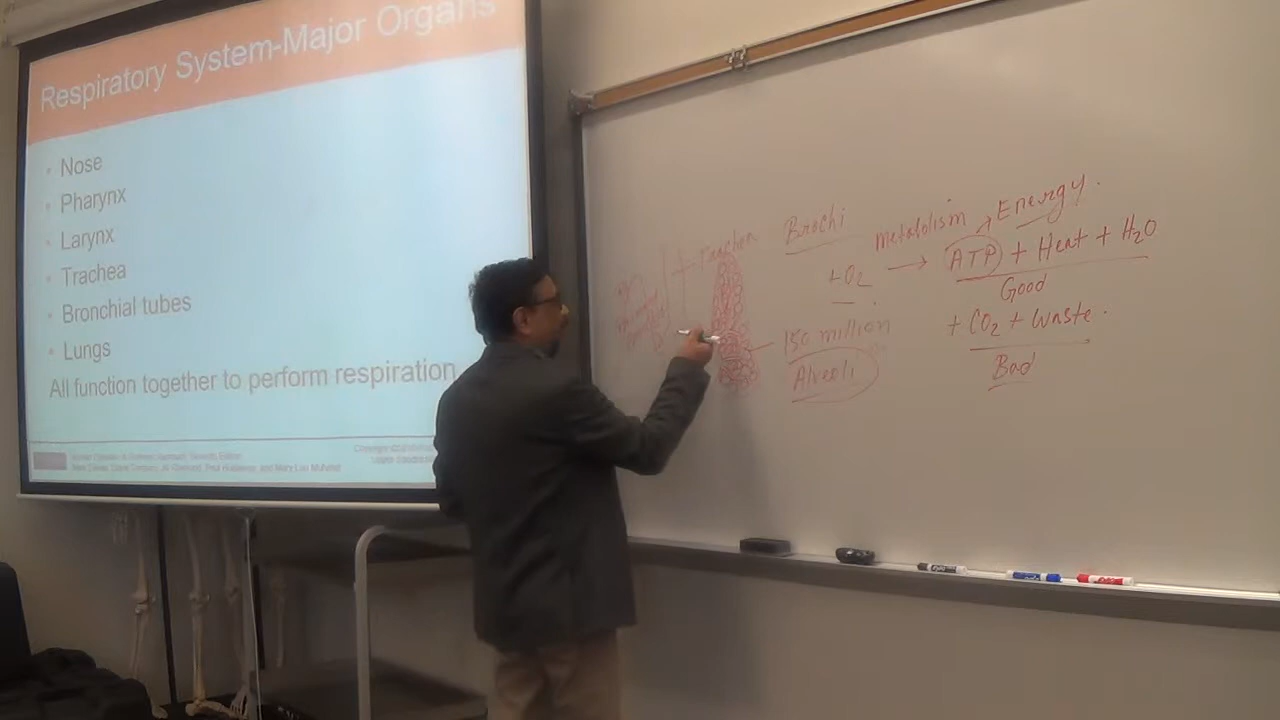 Respiratory System-Major Organs
• Nose
• Pharynx
• Larynx
• Trachea
• Bronchial tubes
• Lungs
All function together to perform respiration
Brochi
+O2
metabolism
→
Energy.
ATP + Heat + H2O
Good
+ CO2 + Waste.
Bad
150 million
Alveoli